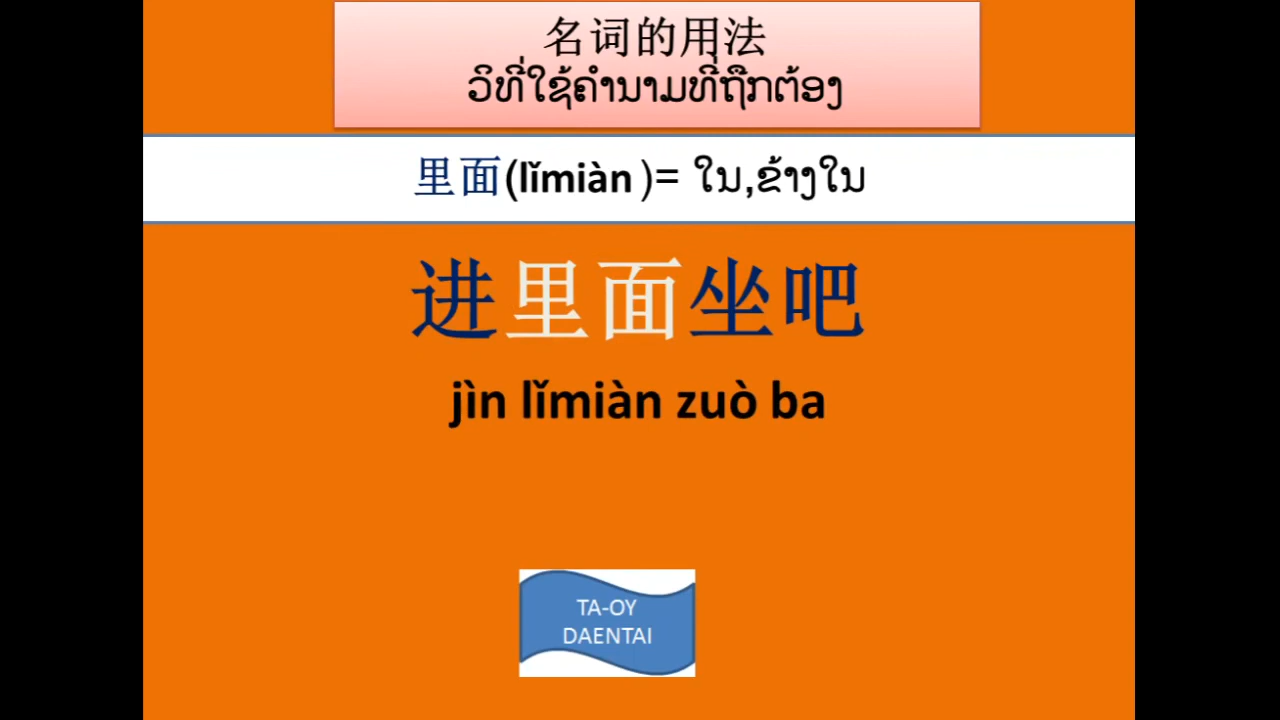 名词的用法
ວິທີ່ໃຊ້ຄຳນາມທີ່ຖືກຕ້ອງ
里面(lǐmiàn )= ໃນ,ຂ້າງໃນ
进里面坐吧
jìn lǐmiàn zuò ba
TA-OY
DAENTAI